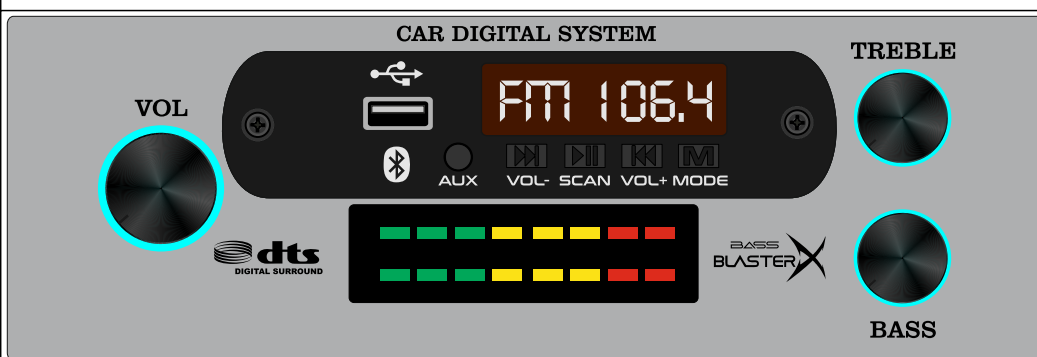 CAR DIGITAL SYSTEM
TREBLE
VOL
FM 106.4
AUX VOL- SCAN VOL+ MODE
M
dts
DIGITAL SURROUND
BASS
BLASTER X
BASS